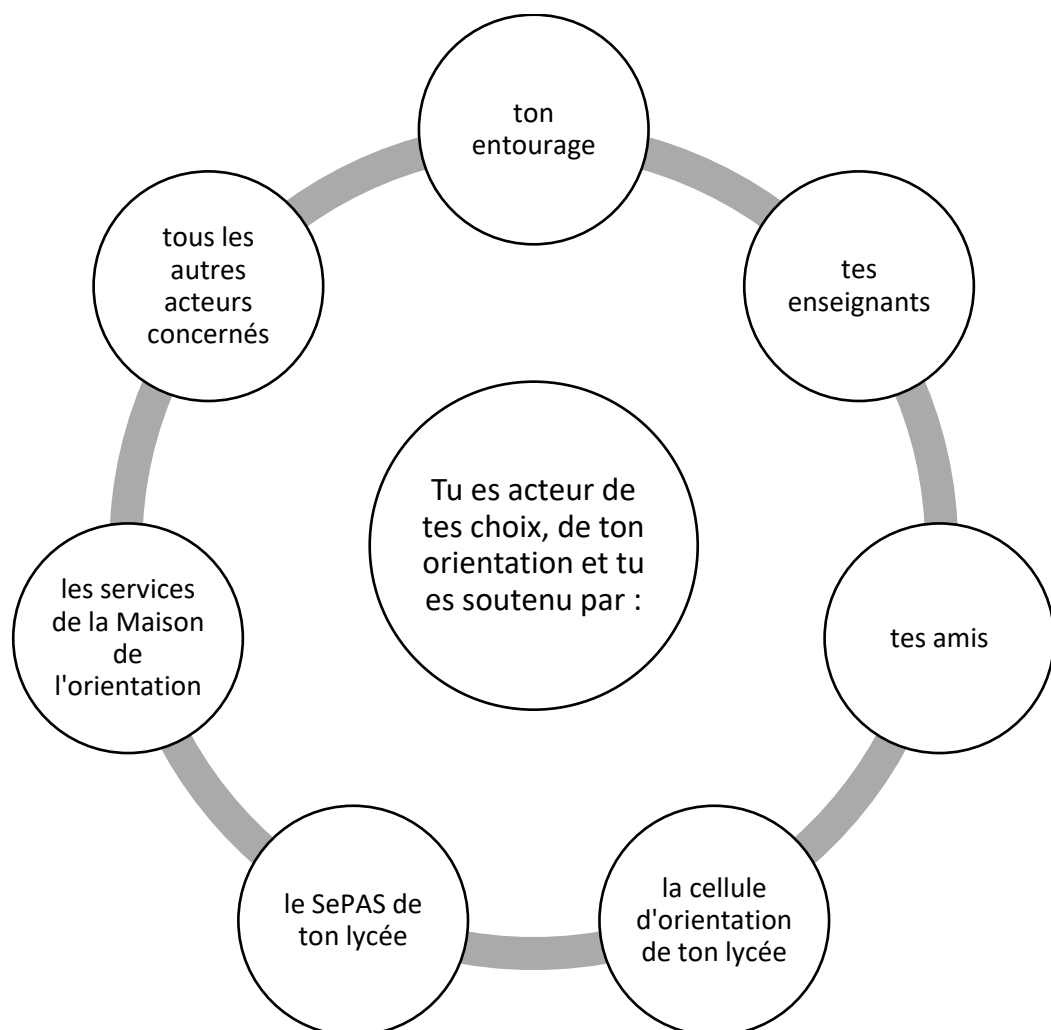 ton
entourage
tes
enseignants
tes amis
la cellule
d'orientation
de ton lycée
le SePAS de
ton lycée
les services
de la Maison
de
l'orientation
tous les
autres
acteurs
concernés
Tu es acteur de
tes choix, de ton
orientation et tu
es soutenu par :